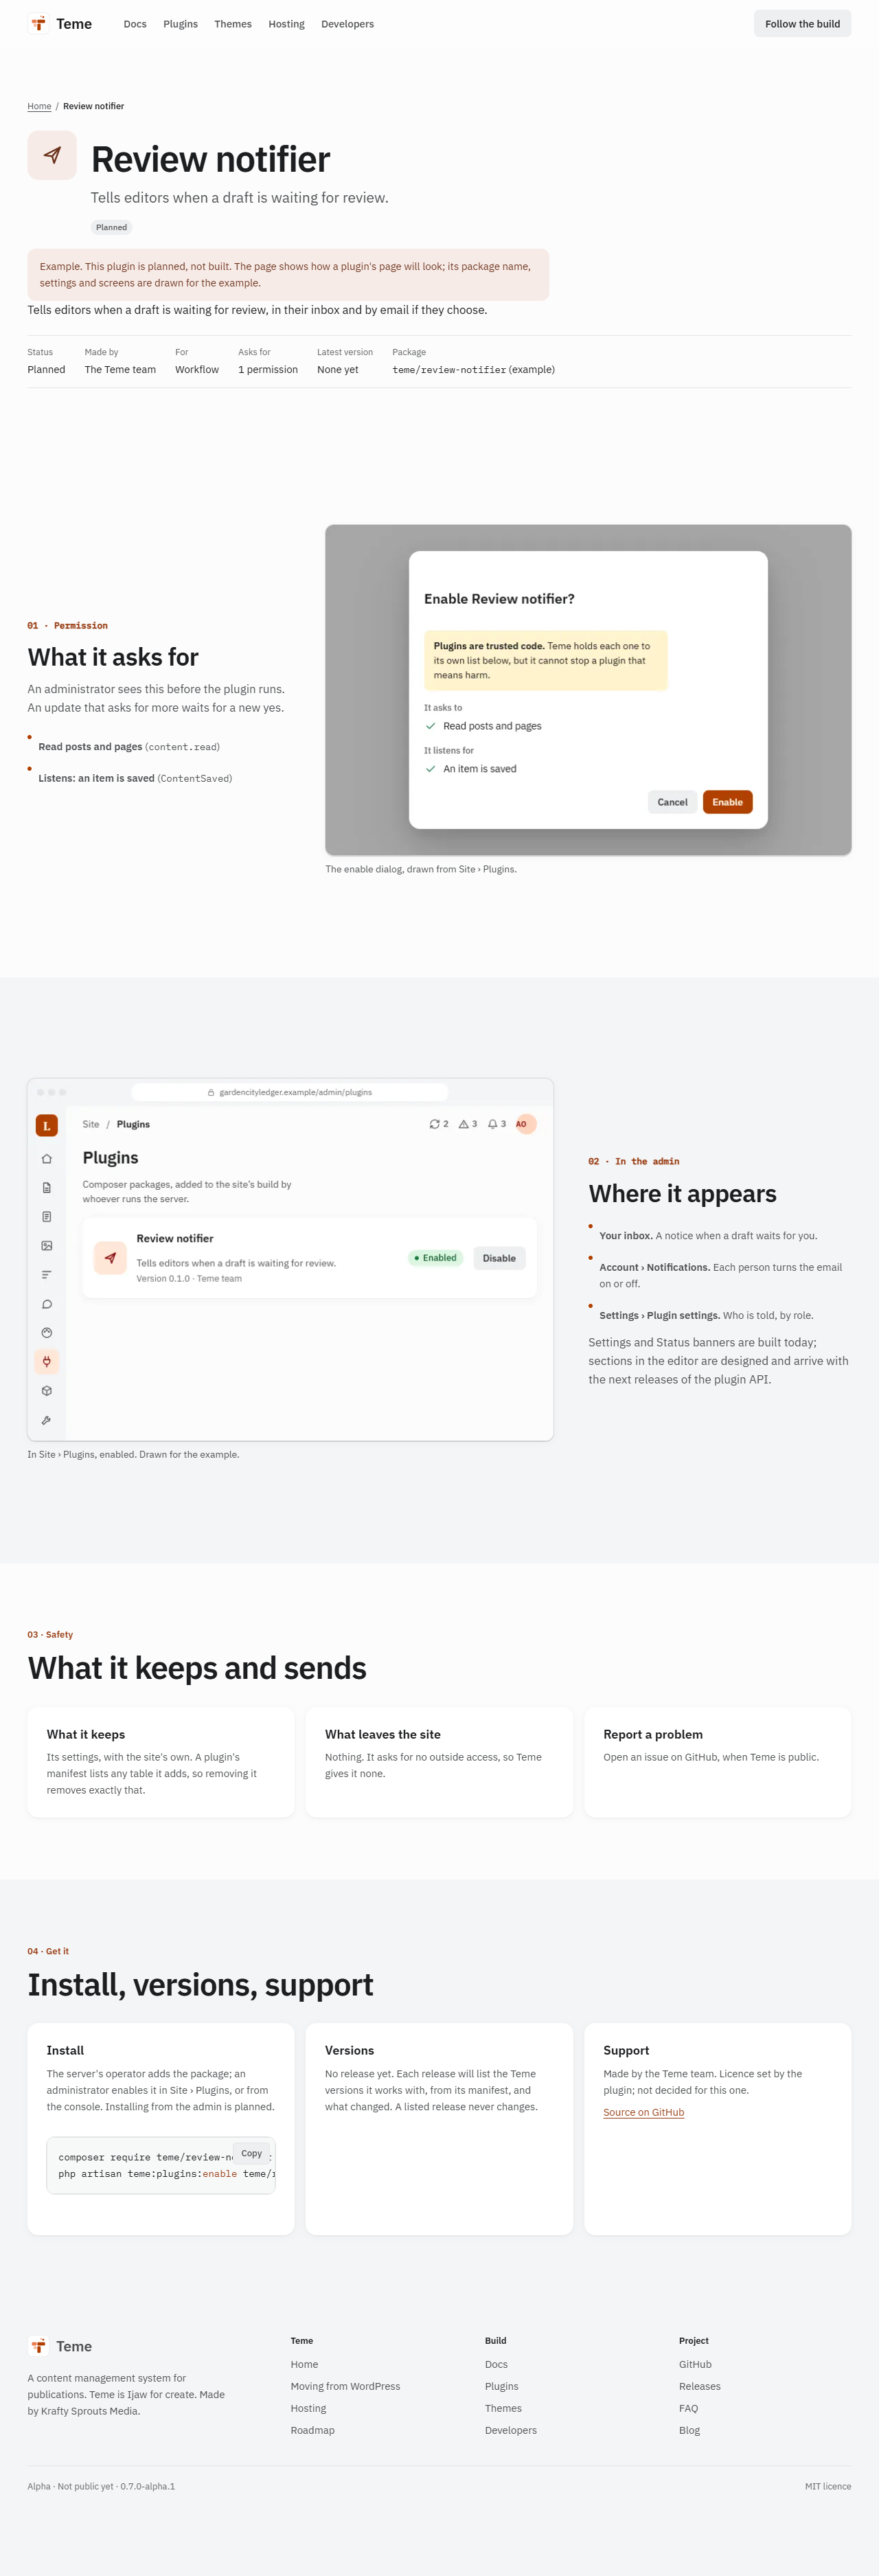 Teme
Docs
Plugins
Themes
Hosting
Developers
Follow the build
Home / Review notifier
Review notifier
Tells editors when a draft is waiting for review.
Planned
Example. This plugin is planned, not built. The page shows how a plugin's page will look; its package name,
settings and screens are drawn for the example.
Tells editors when a draft is waiting for review, in their inbox and by email if they choose.
Status
Planned
Made by
The Teme team
For
Workflow
Asks for
1 permission
Latest version
None yet
Package
teme/review-notifier (example)
01 · Permission
What it asks for
An administrator sees this before the plugin runs.
An update that asks for more waits for a new yes.
Read posts and pages (content.read)
Listens: an item is saved (ContentSaved)
Enable Review notifier?
Plugins are trusted code. Teme holds each one to
its own list below, but it cannot stop a plugin that
means harm.
It asks to
Read posts and pages
It listens for
An item is saved
Cancel
Enable
The enable dialog, drawn from Site › Plugins.
gardencityledger.example/admin/plugins
L
Site / Plugins
2
3
3
AO
Plugins
Composer packages, added to the site's build by
whoever runs the server.
Review notifier
Tells editors when a draft is waiting for review.
Version 0.1.0 · Teme team
Enabled
Disable
In Site › Plugins, enabled. Drawn for the example.
02 · In the admin
Where it appears
Your inbox. A notice when a draft waits for you.
Account › Notifications. Each person turns the email
on or off.
Settings › Plugin settings. Who is told, by role.
Settings and Status banners are built today;
sections in the editor are designed and arrive with
the next releases of the plugin API.
03 · Safety
What it keeps and sends
What it keeps
Its settings, with the site's own. A plugin's
manifest lists any table it adds, so removing it
removes exactly that.
What leaves the site
Nothing. It asks for no outside access, so Teme
gives it none.
Report a problem
Open an issue on GitHub, when Teme is public.
04 · Get it
Install, versions, support
Install
The server's operator adds the package; an
administrator enables it in Site › Plugins, or from
the console. Installing from the admin is planned.
composer require teme/review-n
Copy
php artisan teme:plugins:enable teme/
Versions
No release yet. Each release will list the Teme
versions it works with, from its manifest, and
what changed. A listed release never changes.
Support
Made by the Teme team. Licence set by the
plugin; not decided for this one.
Source on GitHub
Teme
A content management system for
publications. Teme is Ijaw for create. Made
by Krafty Sprouts Media.
Teme
Home
Moving from WordPress
Hosting
Roadmap
Build
Docs
Plugins
Themes
Developers
Project
GitHub
Releases
FAQ
Blog
Alpha · Not public yet · 0.7.0-alpha.1
MIT licence